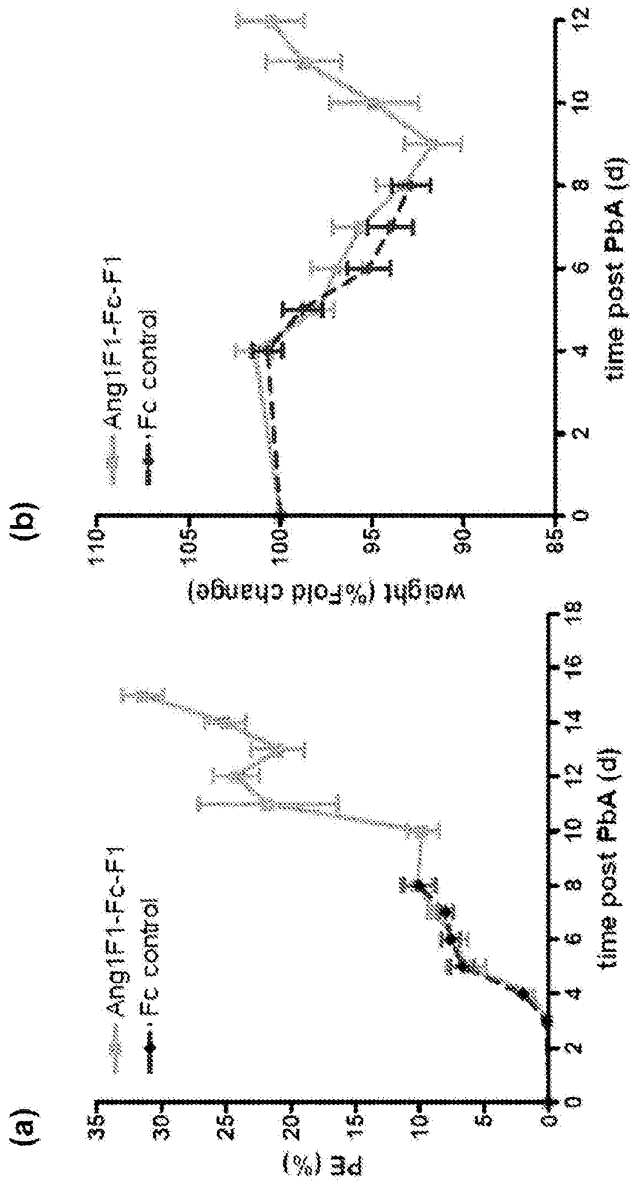 (a)
Ang1F1-Fc-F1
Fc control
PE (%)
35
30
25
20
15
10
5
0
0 2 4 6 8 10 12 14 16 18
time post PbA (d)
(b)
Ang1F1-Fc-F1
Fc control
weight (%Fold change)
110
105
100
95
90
85
0 2 4 6 8 10 12
time post PbA (d)